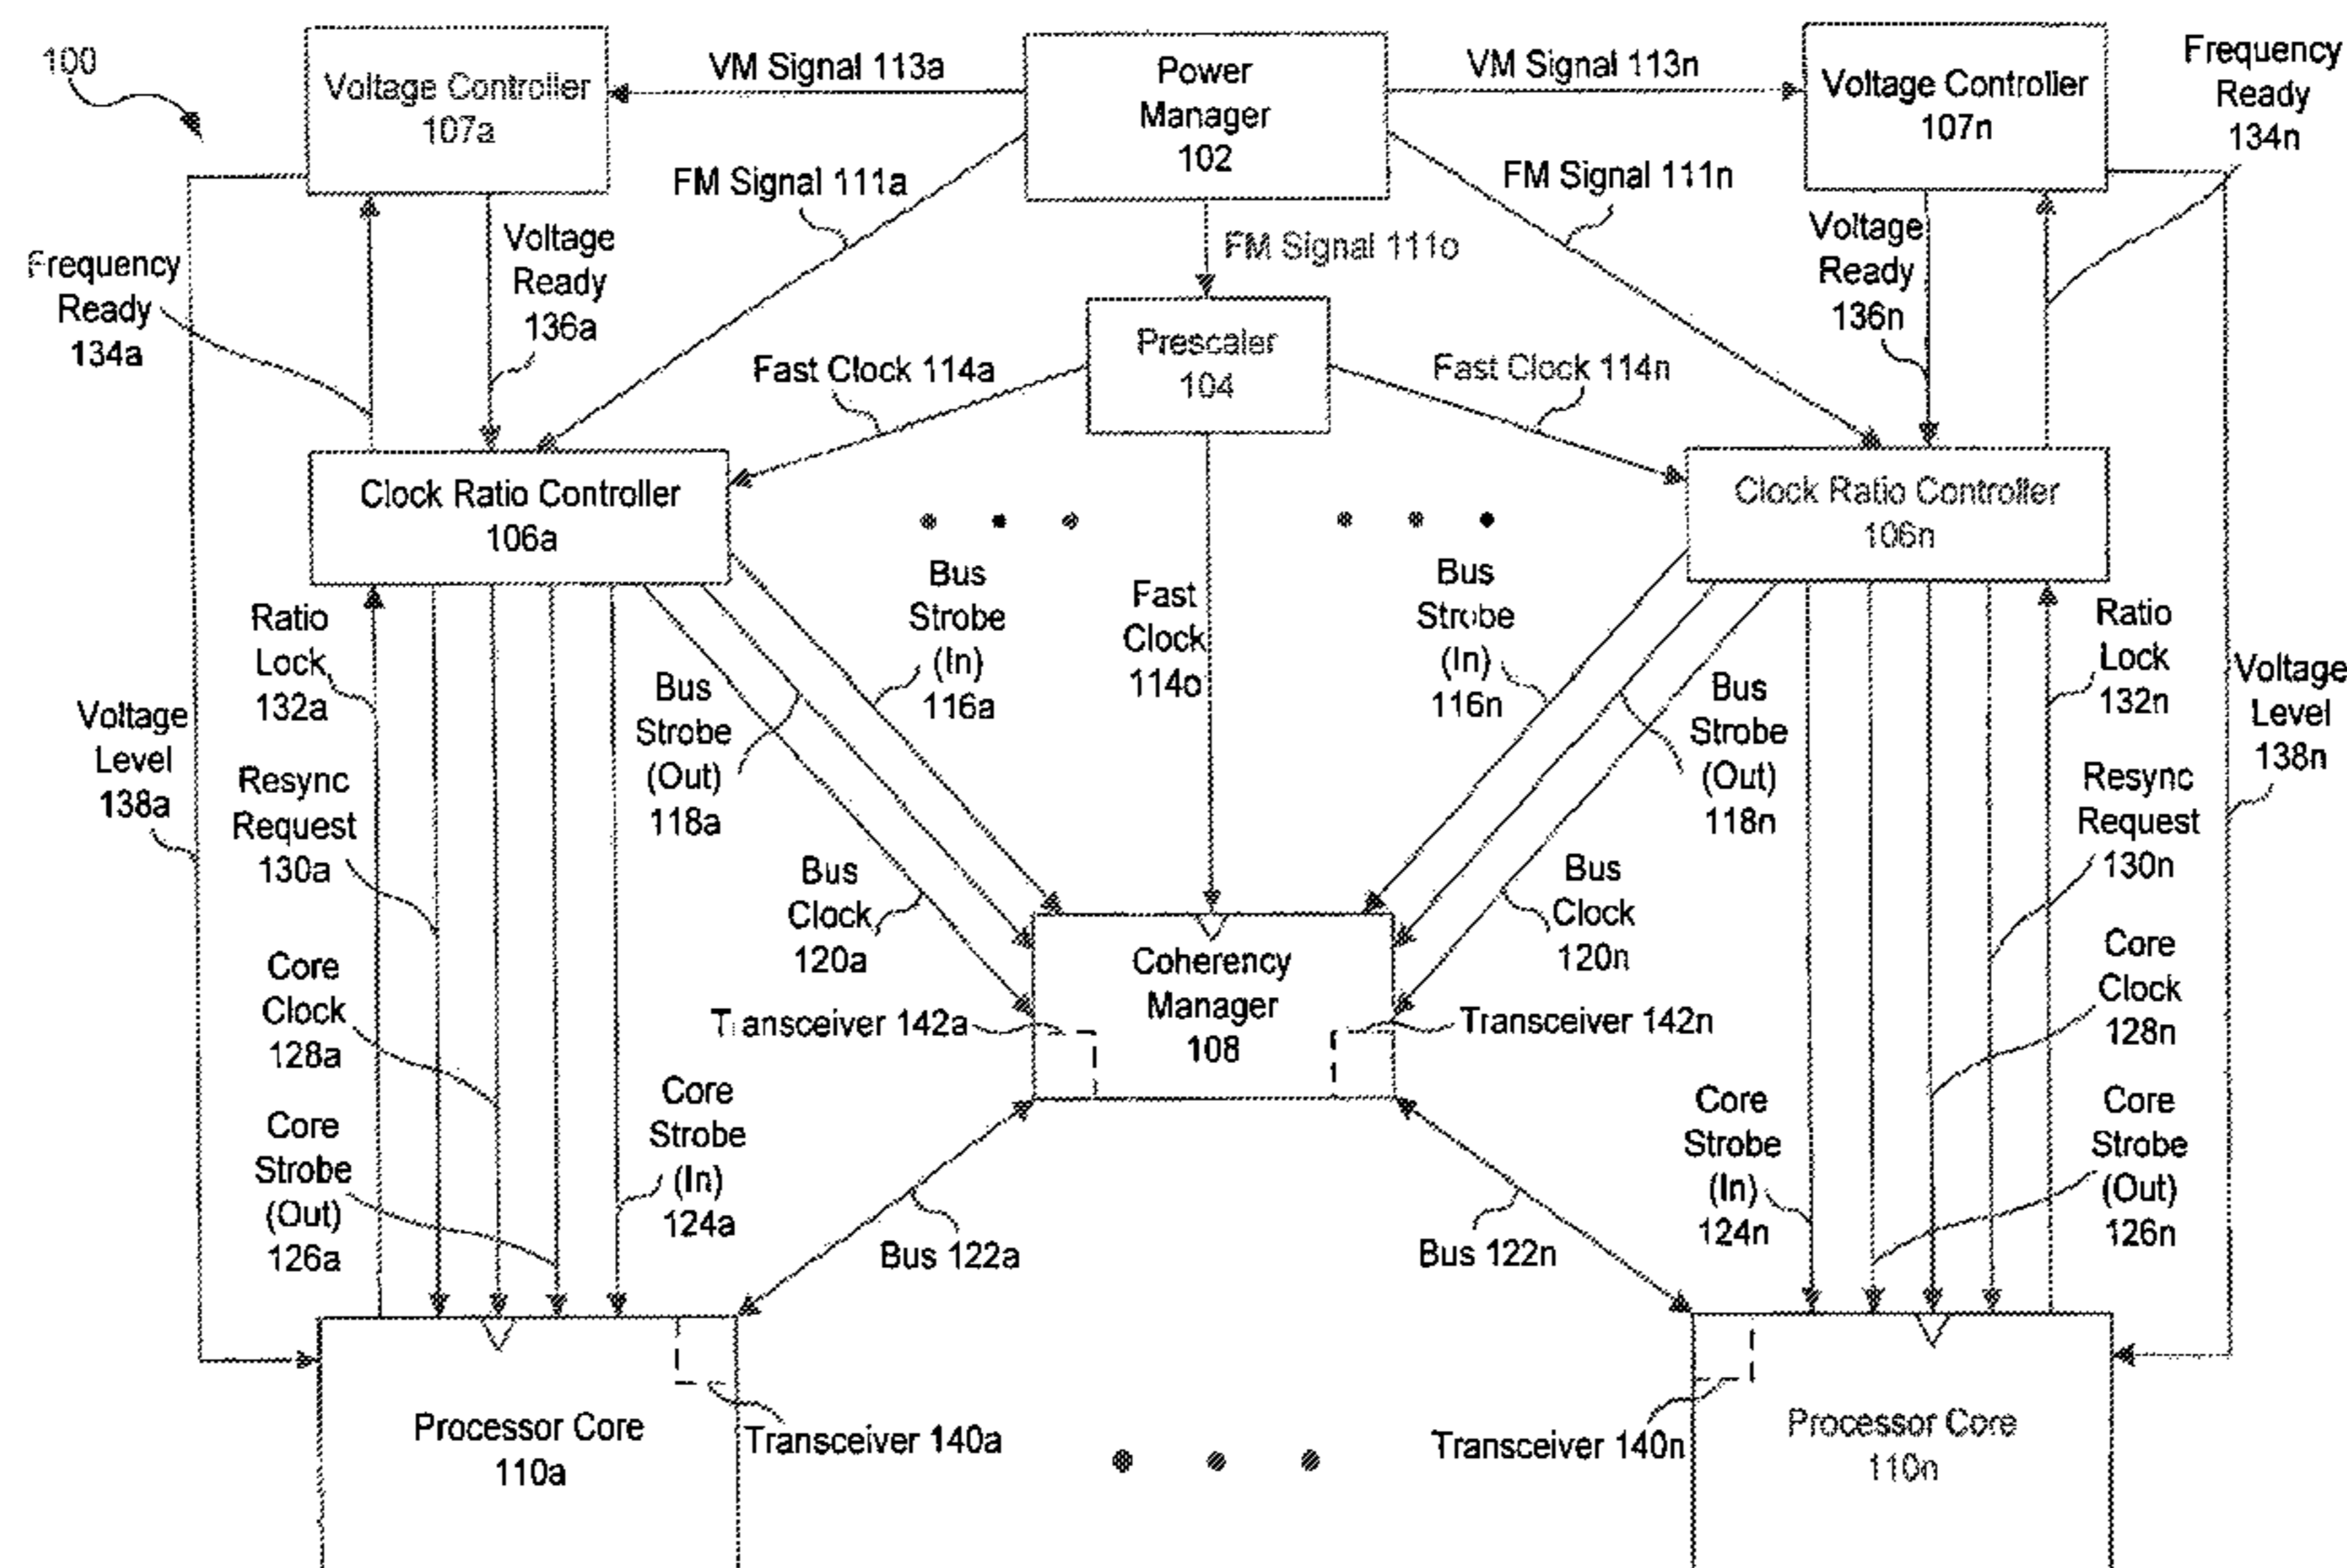 100
Voltage Controller
107a
VM Signal 113a
Power
Manager
102
VM Signal 113n
Voltage Controller
107n
Frequency
Ready
134n
FM Signal 111a
FM Signal 111o
FM Signal 111n
Frequency
Ready
134a
Voltage
Ready
136a
Voltage
Ready
136n
Prescaler
104
Fast Clock 114a
Fast Clock 114n
Clock Ratio Controller
106a
Clock Ratio Controller
106n
Ratio
Lock
132a
Bus
Strobe
(In)
116a
Fast
Clock
114o
Bus
Strobe
(In)
116n
Ratio
Lock
132n
Voltage
Level
138a
Bus
Strobe
(Out)
118a
Bus
Strobe
(Out)
118n
Voltage
Level
138n
Resync
Request
130a
Resync
Request
130n
Bus
Clock
120a
Bus
Clock
120n
Core
Clock
128a
Coherency
Manager
108
Core
Clock
128n
Transceiver 142a
Transceiver 142n
Core
Strobe
(Out)
126a
Core
Strobe
(In)
124a
Core
Strobe
(In)
124n
Core
Strobe
(Out)
126n
Bus 122a
Bus 122n
Processor Core
110a
Transceiver 140a
Transceiver 140n
Processor Core
110n